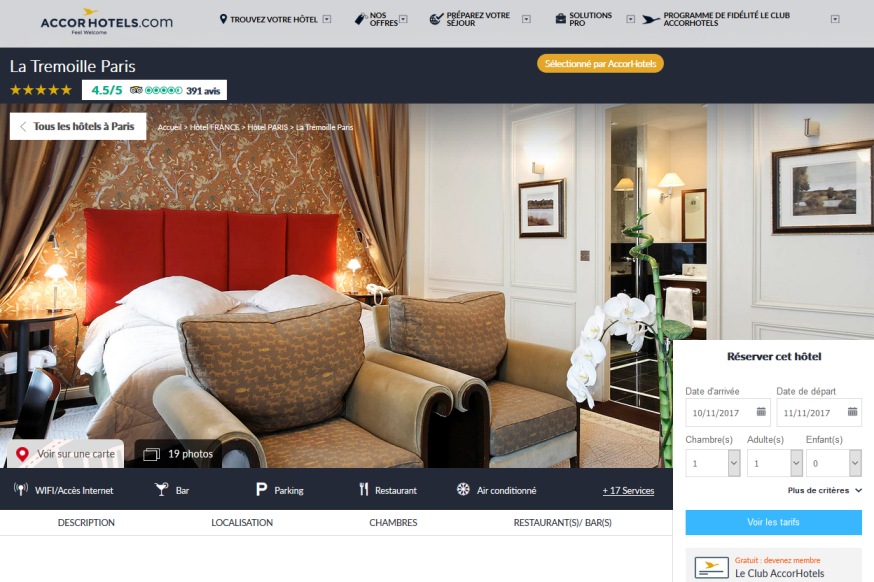 ACCORHOTELS.COM
Feel Welcome
TROUVEZ VOTRE HÔTEL
NOS
OFFRES
PRÉPAREZ VOTRE
SÉJOUR
SOLUTIONS
PRO
PROGRAMME DE FIDÉLITÉ LE CLUB
ACCORHOTELS
La Tremoille Paris
Sélectionné par AccorHotels
4.5/5 391 avis
Tous les hôtels à Paris
Accueil > Hôtel FRANCE > Hôtel PARIS > La Tremoille Paris
Voir sur une carte
19 photos
WIFI/Accès Internet
Bar
Parking
Restaurant
Air conditionné
+ 17 Services
DESCRIPTION
LOCALISATION
CHAMBRES
RESTAURANT(S)/ BAR(S)
Réserver cet hôtel
Date d'arrivée Date de départ
10/11/2017 11/11/2017
Chambre(s) Adulte(s) Enfant(s)
1 1 0
Plus de critères
Voir les tarifs
Gratuit : devenez membre
Le Club AccorHotels